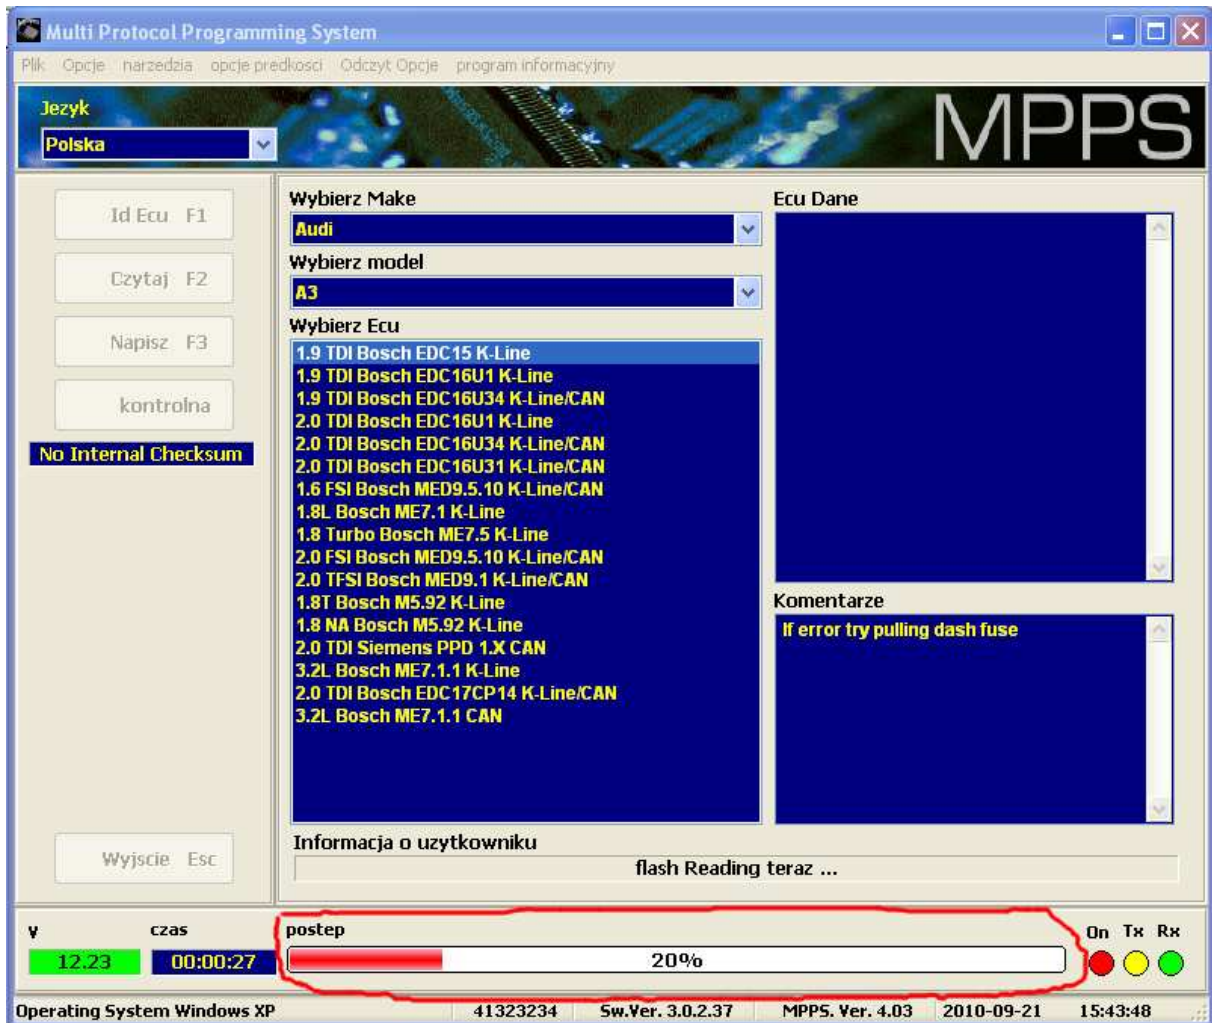 Multi Protocol Programming System
Plik Opcje narzedzia opcje predkosci Odczyt Opcje program informacyjny
Jezyk
Polska
MPPS
Id Ecu F1
Czytaj F2
Napisz F3
kontrolna
No Internal Checksum
Wyjscie Esc
Wybierz Make
Audi
Wybierz model
A3
Wybierz Ecu
1.9 TDI Bosch EDC15 K-Line
1.9 TDI Bosch EDC16U1 K-Line
1.9 TDI Bosch EDC16U34 K-Line/CAN
2.0 TDI Bosch EDC16U1 K-Line
2.0 TDI Bosch EDC16U34 K-Line/CAN
2.0 TDI Bosch EDC16U31 K-Line/CAN
1.6 FSI Bosch MED9.5.10 K-Line/CAN
1.8L Bosch ME7.1 K-Line
1.8 Turbo Bosch ME7.5 K-Line
2.0 FSI Bosch MED9.5.10 K-Line/CAN
2.0 TFSI Bosch MED9.1 K-Line/CAN
1.8T Bosch M5.92 K-Line
1.8 NA Bosch M5.92 K-Line
2.0 TDI Siemens PPD 1.X CAN
3.2L Bosch ME7.1.1 K-Line
2.0 TDI Bosch EDC17CP14 K-Line/CAN
3.2L Bosch ME7.1.1 CAN
Ecu Dane
Komentarze
If error try pulling dash fuse
Informacja o uzytkowniku
flash Reading teraz ...
v czas postep On Tx Rx
12.23 00:00:27 20%
Operating System Windows XP 41323234 Sw.Ver. 3.0.2.37 MPPS. Ver. 4.03 2010-09-21 15:43:48